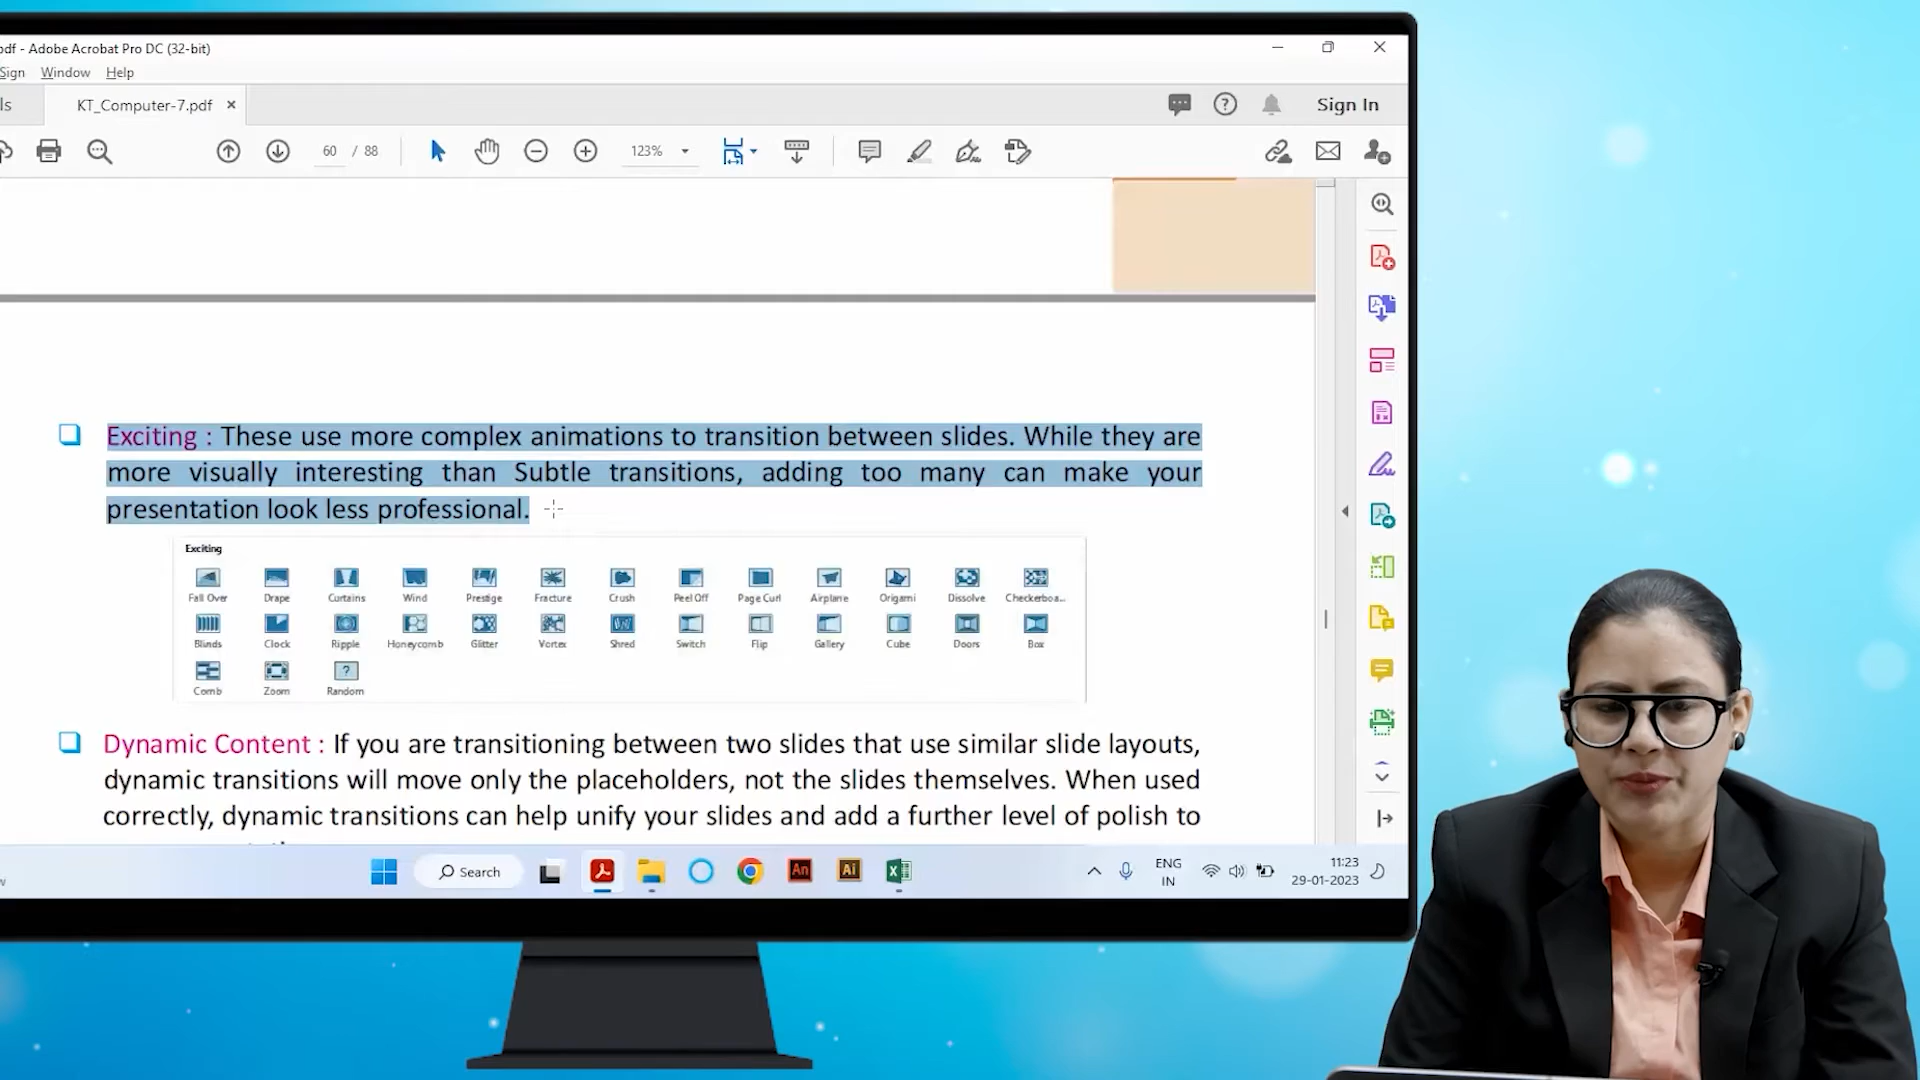 pdf - Adobe Acrobat Pro DC (32-bit)
Sign Window Help
ls KT_Computer-7.pdf × Sign In
60 / 88 123%
Exciting : These use more complex animations to transition between slides. While they are
more visually interesting than Subtle transitions, adding too many can make your
presentation look less professional.
Exciting
Fall Over Drape Curtains Wind Prestige Fracture Crush Peel Off Page Curl Airplane Origami Dissolve Checkerboa...
Blinds Clock Ripple Honeycomb Glitter Vortex Shred Switch Flip Gallery Cube Doors Box
?
Comb Zoom Random
Dynamic Content : If you are transitioning between two slides that use similar slide layouts,
dynamic transitions will move only the placeholders, not the slides themselves. When used
correctly, dynamic transitions can help unify your slides and add a further level of polish to
Search An Ai X ENG 11:23
IN 29-01-2023